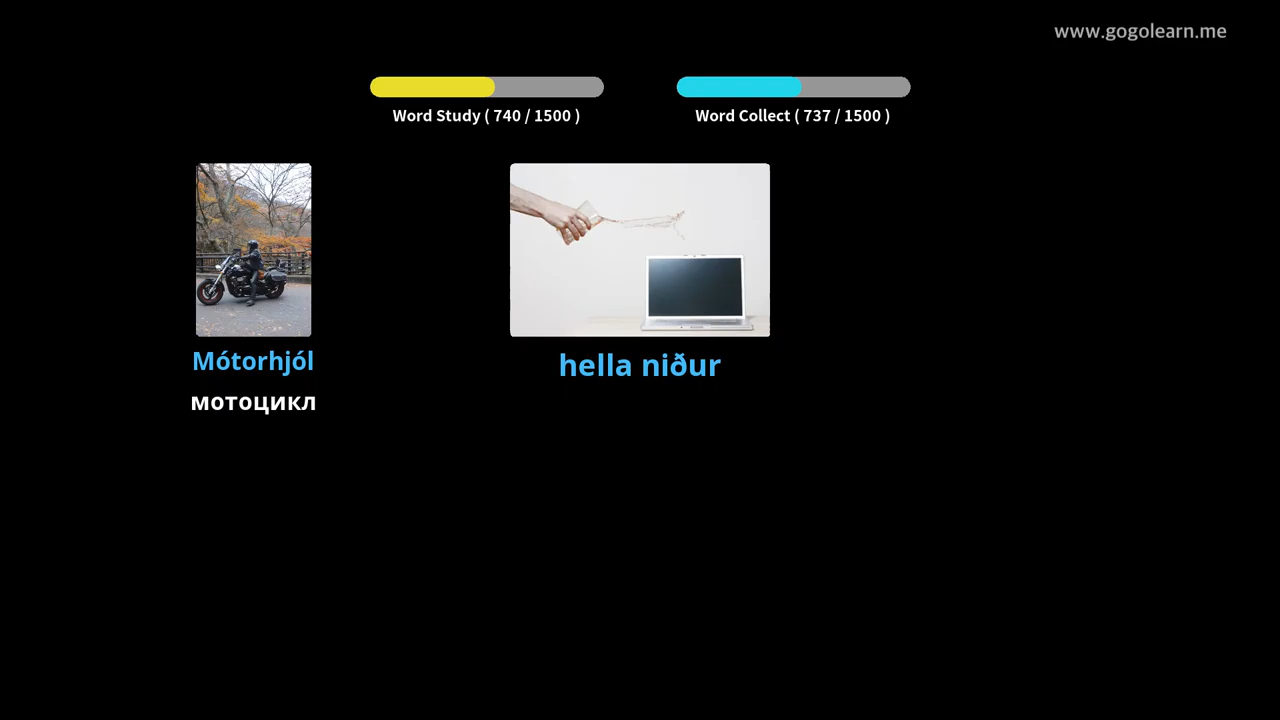 www.gogolearn.me
Word Study ( 740 / 1500 )
Word Collect ( 737 / 1500 )
Mótorhjól
мотоцикл
hella niður